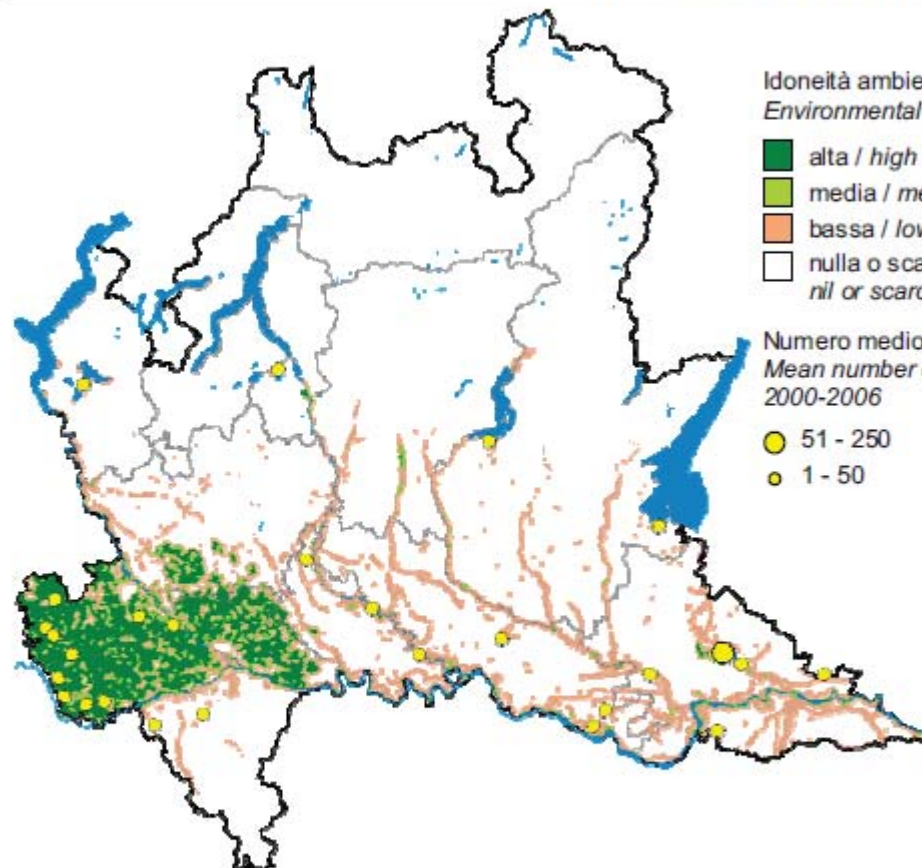 Idoneità ambie
Environmental
alta / high
media / me
bassa / low
nulla o sca
nil or scarc
Numero medio
Mean number
2000-2006
51 - 250
1 - 50